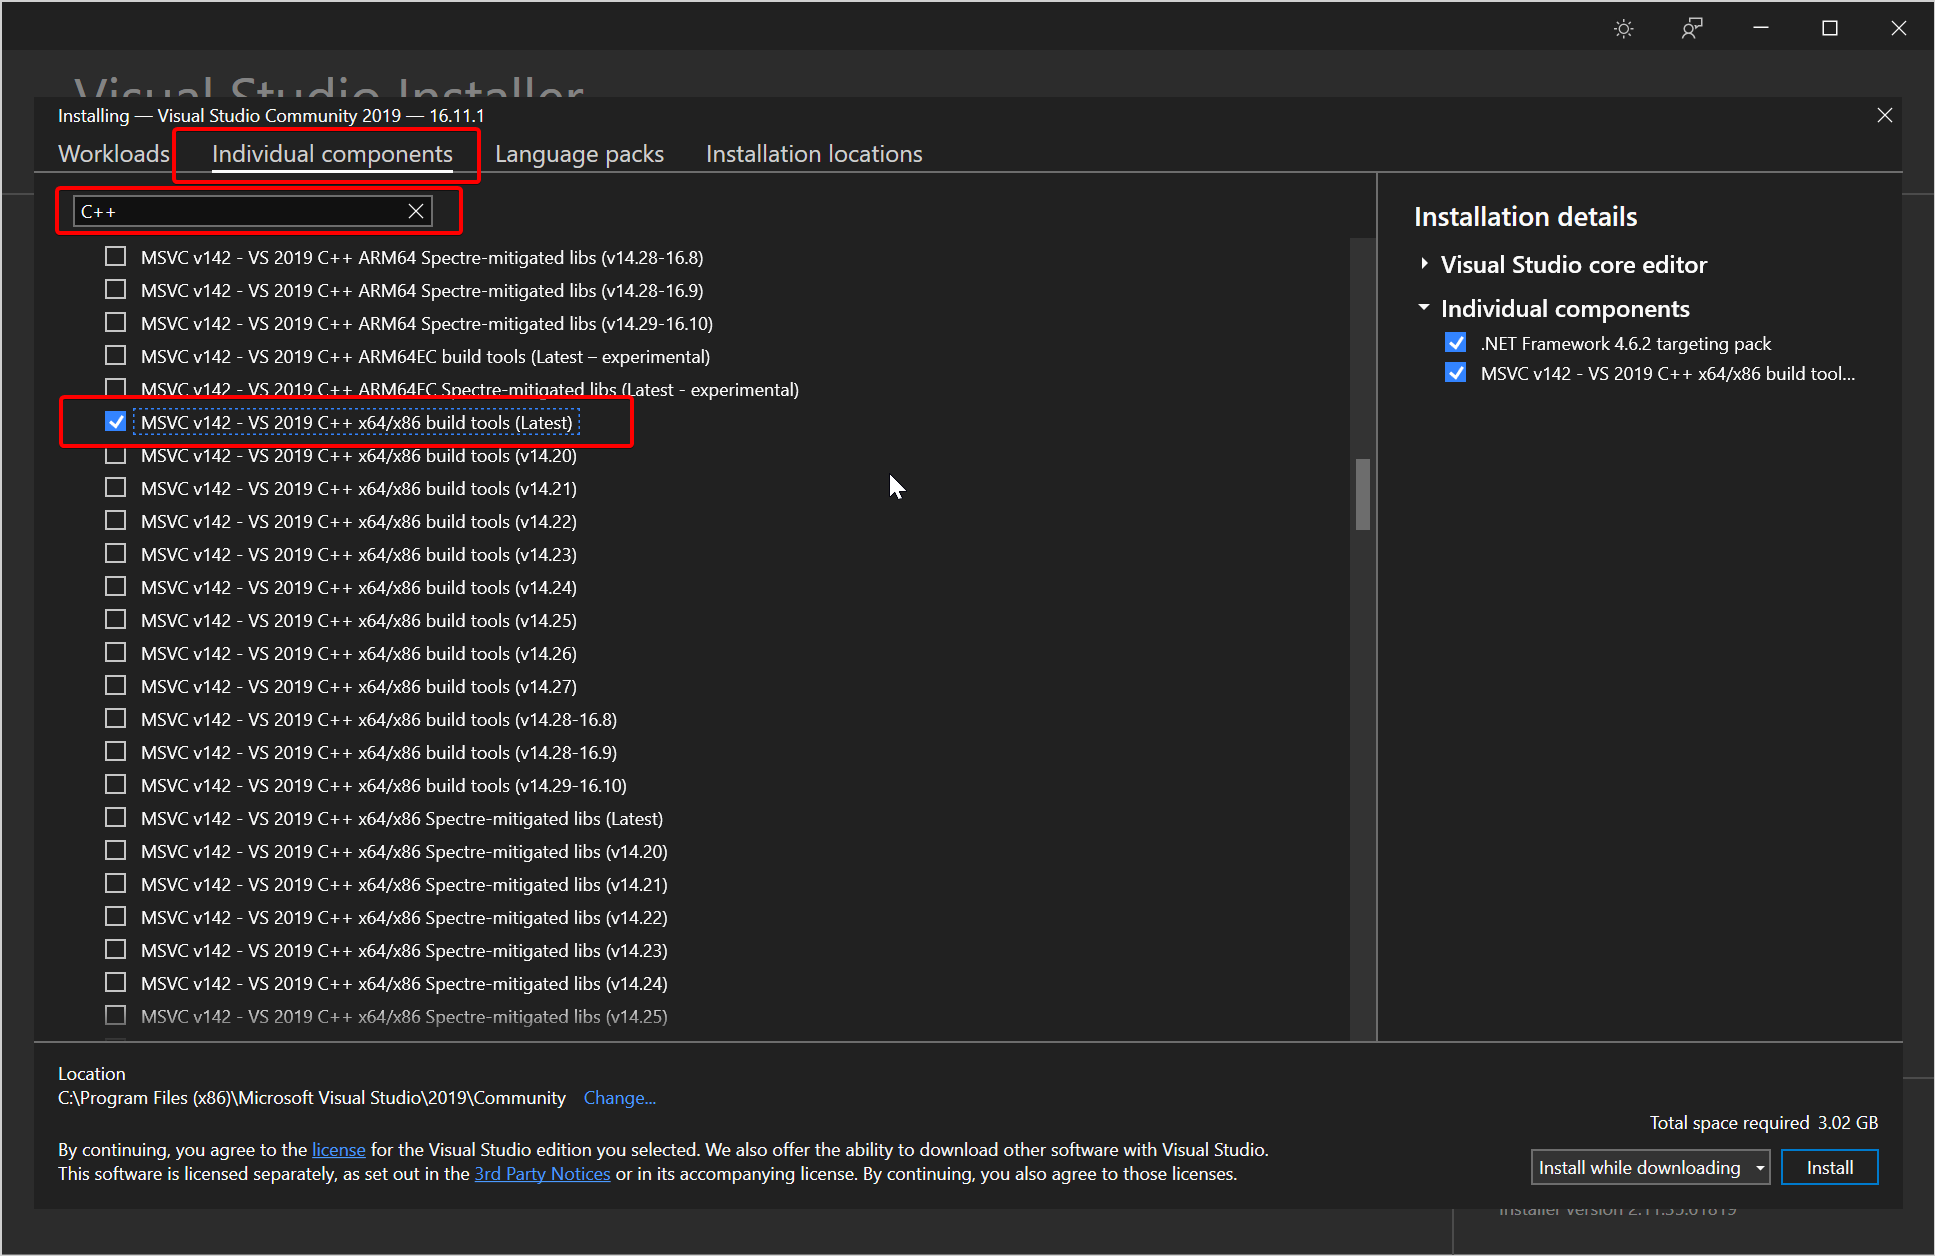 Visual Studio Installer
Installing — Visual Studio Community 2019 — 16.11.1
Workloads
Individual components
Language packs
Installation locations
C++
MSVC v142 - VS 2019 C++ ARM64 Spectre-mitigated libs (v14.28-16.8)
MSVC v142 - VS 2019 C++ ARM64 Spectre-mitigated libs (v14.28-16.9)
MSVC v142 - VS 2019 C++ ARM64 Spectre-mitigated libs (v14.29-16.10)
MSVC v142 - VS 2019 C++ ARM64EC build tools (Latest – experimental)
MSVC v142 - VS 2019 C++ ARM64EC Spectre-mitigated libs (Latest - experimental)
MSVC v142 - VS 2019 C++ x64/x86 build tools (Latest)
MSVC v142 - VS 2019 C++ x64/x86 build tools (v14.20)
MSVC v142 - VS 2019 C++ x64/x86 build tools (v14.21)
MSVC v142 - VS 2019 C++ x64/x86 build tools (v14.22)
MSVC v142 - VS 2019 C++ x64/x86 build tools (v14.23)
MSVC v142 - VS 2019 C++ x64/x86 build tools (v14.24)
MSVC v142 - VS 2019 C++ x64/x86 build tools (v14.25)
MSVC v142 - VS 2019 C++ x64/x86 build tools (v14.26)
MSVC v142 - VS 2019 C++ x64/x86 build tools (v14.27)
MSVC v142 - VS 2019 C++ x64/x86 build tools (v14.28-16.8)
MSVC v142 - VS 2019 C++ x64/x86 build tools (v14.28-16.9)
MSVC v142 - VS 2019 C++ x64/x86 build tools (v14.29-16.10)
MSVC v142 - VS 2019 C++ x64/x86 Spectre-mitigated libs (Latest)
MSVC v142 - VS 2019 C++ x64/x86 Spectre-mitigated libs (v14.20)
MSVC v142 - VS 2019 C++ x64/x86 Spectre-mitigated libs (v14.21)
MSVC v142 - VS 2019 C++ x64/x86 Spectre-mitigated libs (v14.22)
MSVC v142 - VS 2019 C++ x64/x86 Spectre-mitigated libs (v14.23)
MSVC v142 - VS 2019 C++ x64/x86 Spectre-mitigated libs (v14.24)
MSVC v142 - VS 2019 C++ x64/x86 Spectre-mitigated libs (v14.25)
Installation details
Visual Studio core editor
Individual components
.NET Framework 4.6.2 targeting pack
MSVC v142 - VS 2019 C++ x64/x86 build tool...
Location
C:\Program Files (x86)\Microsoft Visual Studio\2019\Community Change...
By continuing, you agree to the license for the Visual Studio edition you selected. We also offer the ability to download other software with Visual Studio.
This software is licensed separately, as set out in the 3rd Party Notices or in its accompanying license. By continuing, you also agree to those licenses.
Total space required 3.02 GB
Install while downloading
Install
Installer version